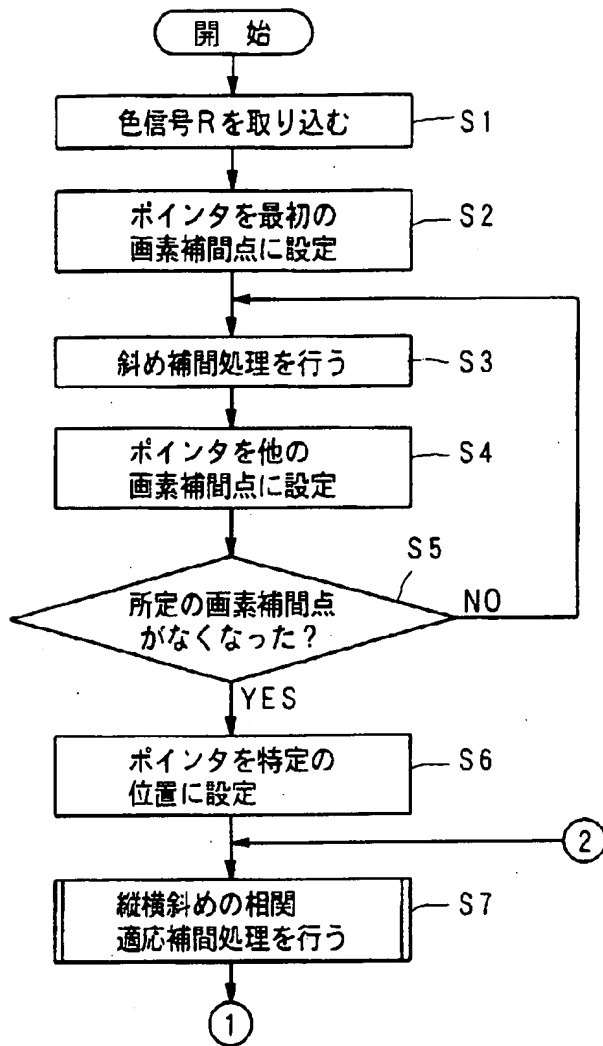 開 始
色信号Rを取り込む
S1
ポインタを最初の
画素補間点に設定
S2
斜め補間処理を行う
S3
ポインタを他の
画素補間点に設定
S4
S5
所定の画素補間点
がなくなった？
NO
YES
ポインタを特定の
位置に設定
S6
2
縦横斜めの相関
適応補間処理を行う
S7
1